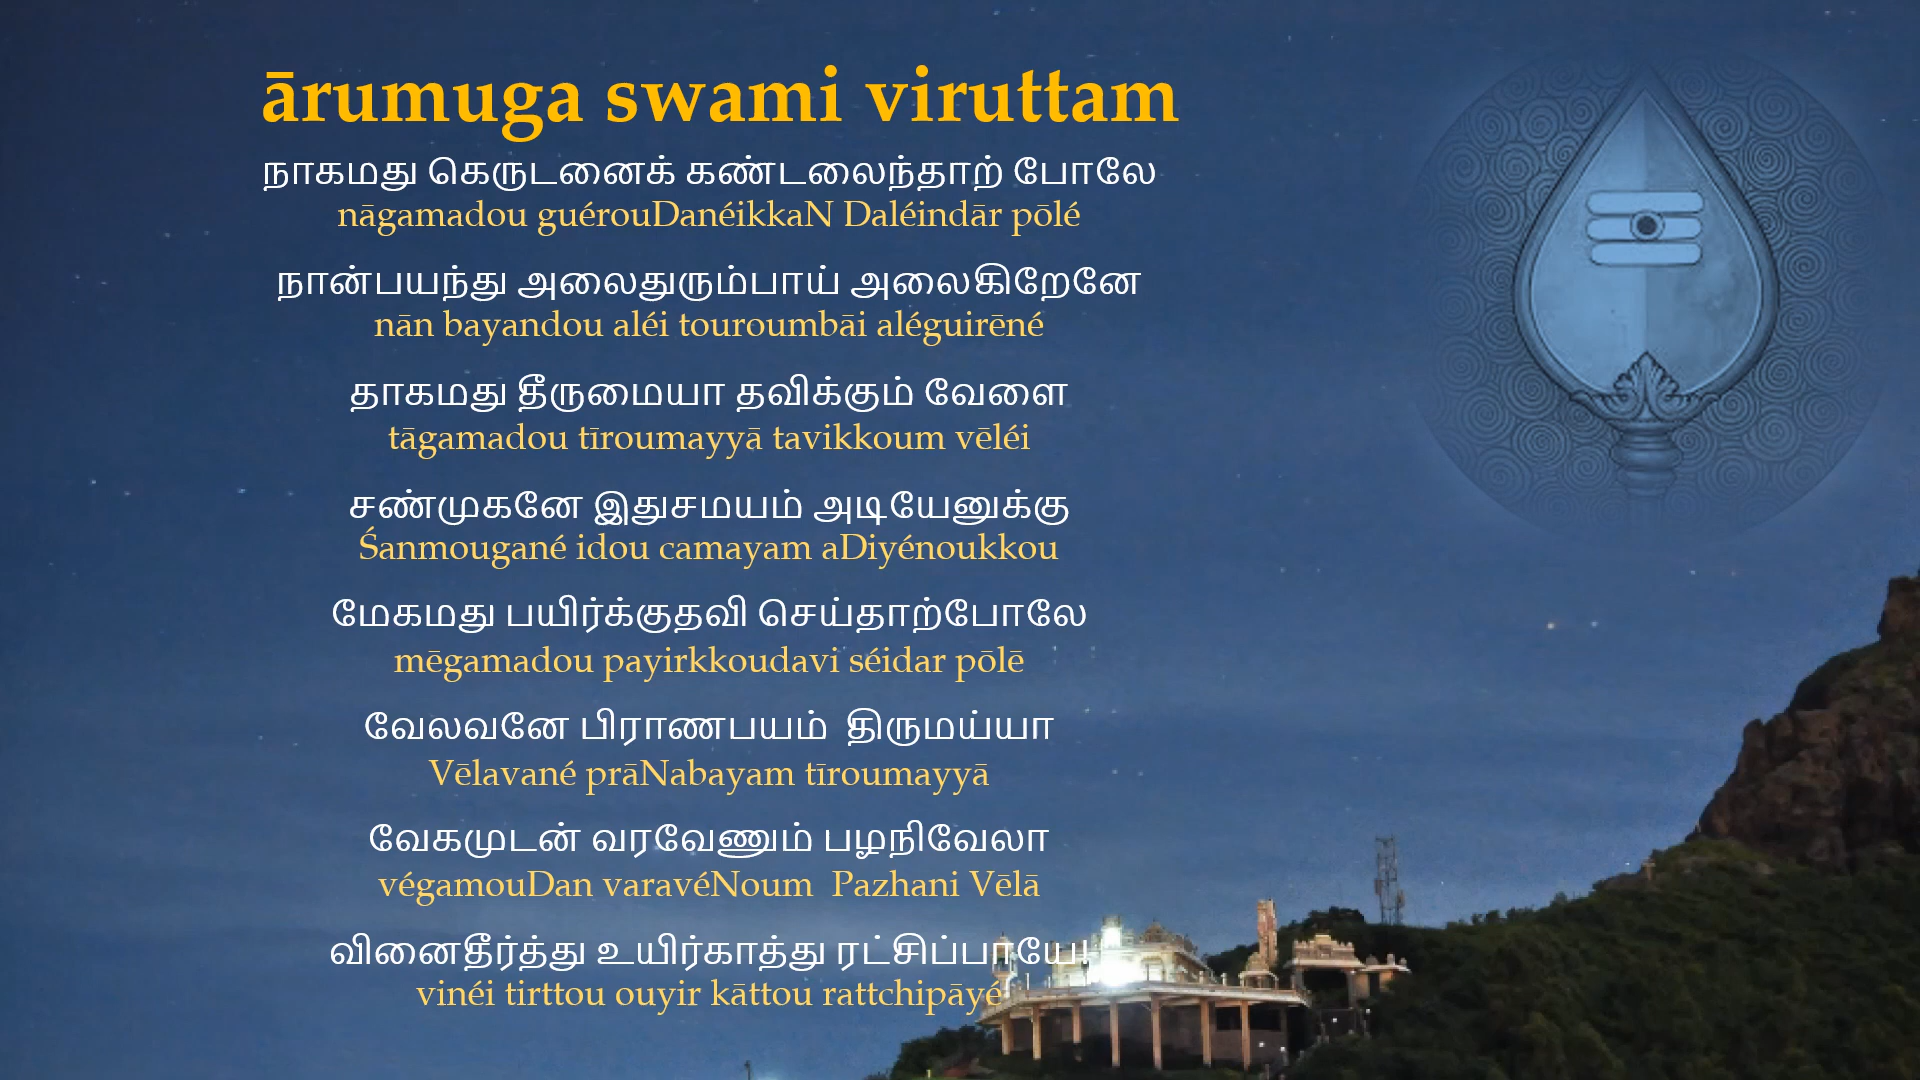 ārumuga swami viruttam
நாகமது கெருடனைக் கண்டலைந்தாற் போலே
nāgamadou guérouDanéikkaN Daléindār pōlé
நான்பயந்து அலைதுரும்பாய் அலைகிறேனே
nān bayandou aléi touroumbāi aléguirēné
தாகமது தீருமையா தவிக்கும் வேளை
tāgamadou tīroumayyā tavikkoum vēléi
சண்முகனே இதுசமயம் அடியேனுக்கு
Śanmougané idou camayam aDiyénoukkou
மேகமது பயிர்க்குதவி செய்தாற்போலே
mēgamadou payirkkoudavi séidar pōlē
வேலவனே பிராணபயம் திருமய்யா
Vēlavané prāNabayam tīroumayyā
வேகமுடன் வரவேணும் பழநிவேலா
végamouDan varavéNoum Pazhani Vēlā
வினைதீர்த்து உயிர்காத்து ரட்சிப்பாயே!
vinéi tirttou ouyir kāttou rattchipāyé